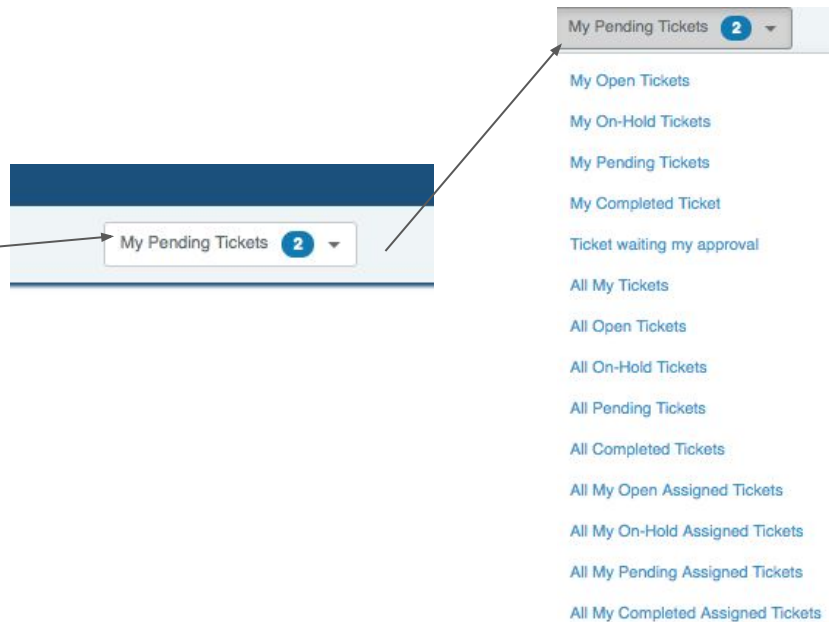 My Pending Tickets 2
My Open Tickets
My On-Hold Tickets
My Pending Tickets
My Completed Ticket
Ticket waiting my approval
All My Tickets
All Open Tickets
All On-Hold Tickets
All Pending Tickets
All Completed Tickets
All My Open Assigned Tickets
All My On-Hold Assigned Tickets
All My Pending Assigned Tickets
All My Completed Assigned Tickets
My Pending Tickets 2